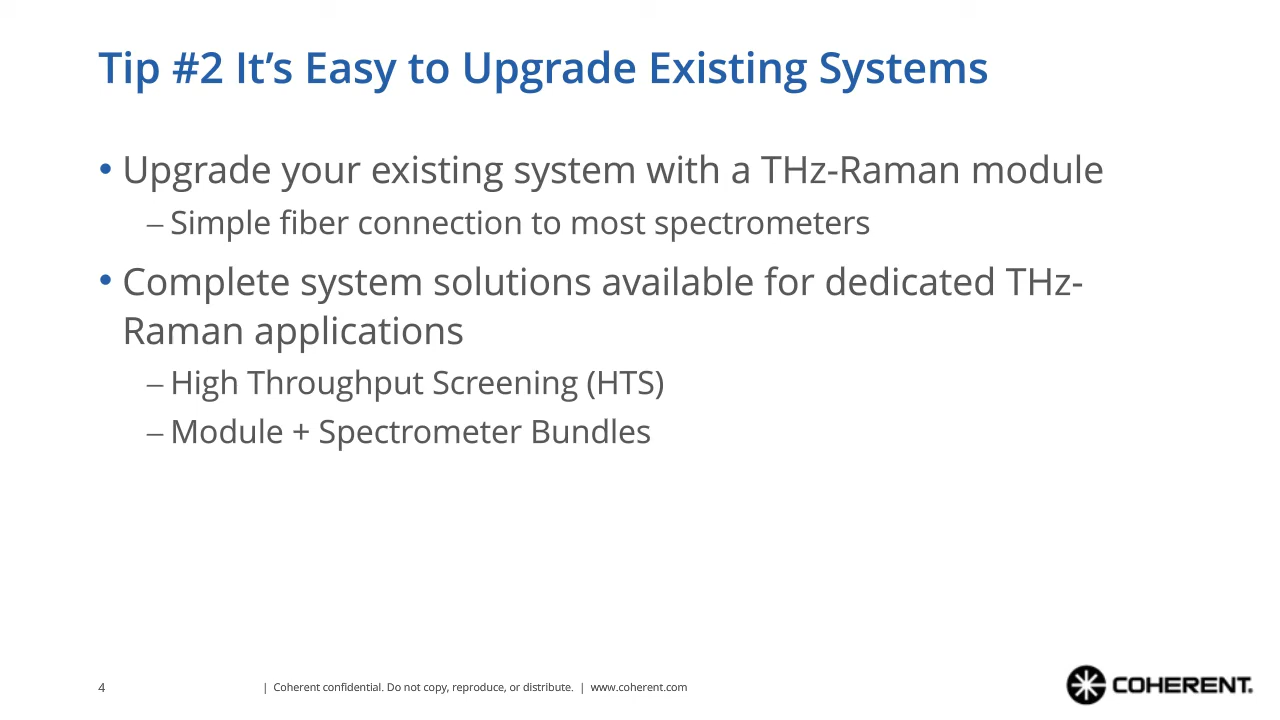 Tip #2 It’s Easy to Upgrade Existing Systems
• Upgrade your existing system with a THz-Raman module
– Simple fiber connection to most spectrometers
• Complete system solutions available for dedicated THz-
Raman applications
– High Throughput Screening (HTS)
– Module + Spectrometer Bundles
4 | Coherent confidential. Do not copy, reproduce, or distribute. | www.coherent.com
COHERENT.